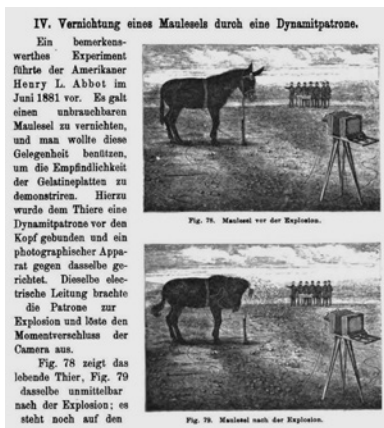 IV. Vernichtung eines Maulesels durch eine Dynamitpatrone.
Ein bemerkens-
werthes Experiment
führte der Amerikaner
Henry L. Abbot im
Juni 1881 vor. Es galt
einen unbrauchbaren
Maulesel zu vernichten,
und man wollte diese
Gelegenheit benützen,
um die Empfindlichkeit
der Gelatineplatten zu
demonstriren. Hierzu
wurde dem Thiere eine
Dynamitpatrone vor den
Kopf gebunden und ein
photographischer Appa-
rat gegen dasselbe ge-
richtet. Dieselbe elec-
trische Leitung brachte
die Patrone zur
Explosion und löste den
Momentverschluss der
Camera aus.
Fig. 78 zeigt das
lebende Thier, Fig. 79
dasselbe unmittelbar
nach der Explosion; es
steht noch auf den
Fig. 78. Maulesel vor der Explosion.
Fig. 79. Maulesel nach der Explosion.